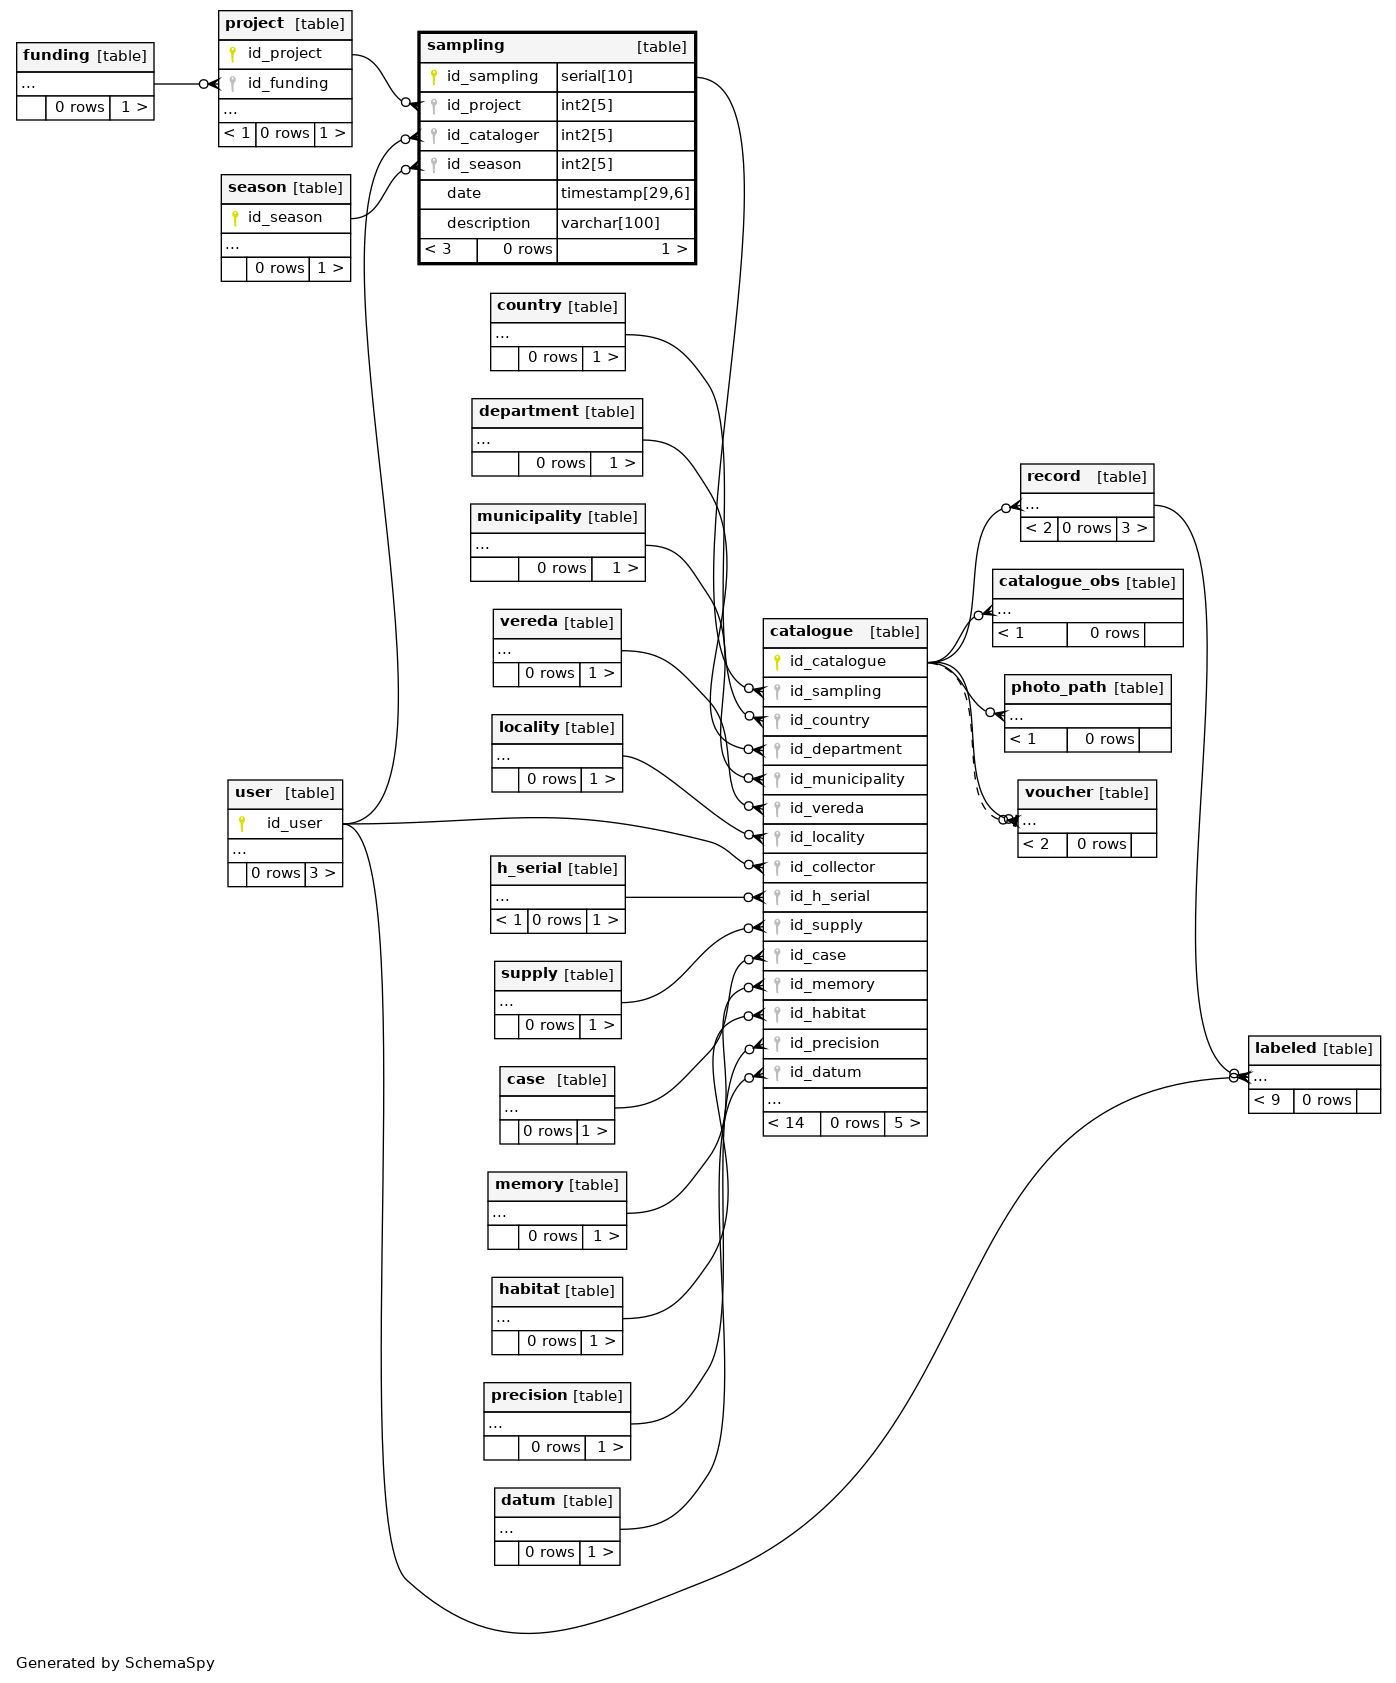 funding [table]
...
0 rows 1 >
project [table]
id_project
id_funding
...
< 1 0 rows 1 >
season [table]
id_season
...
0 rows 1 >
sampling [table]
id_sampling serial[10]
id_project int2[5]
id_cataloger int2[5]
id_season int2[5]
date timestamp[29,6]
description varchar[100]
< 3 0 rows 1 >
country [table]
...
0 rows 1 >
department [table]
...
0 rows 1 >
municipality [table]
...
0 rows 1 >
vereda [table]
...
0 rows 1 >
locality [table]
...
0 rows 1 >
user [table]
id_user
...
0 rows 3 >
h_serial [table]
...
< 1 0 rows 1 >
supply [table]
...
0 rows 1 >
case [table]
...
0 rows 1 >
memory [table]
...
0 rows 1 >
habitat [table]
...
0 rows 1 >
precision [table]
...
0 rows 1 >
datum [table]
...
0 rows 1 >
catalogue [table]
id_catalogue
id_sampling
id_country
id_department
id_municipality
id_vereda
id_locality
id_collector
id_h_serial
id_supply
id_case
id_memory
id_habitat
id_precision
id_datum
...
< 14 0 rows 5 >
record [table]
...
< 2 0 rows 3 >
catalogue_obs [table]
...
< 1 0 rows
photo_path [table]
...
< 1 0 rows
voucher [table]
...
< 2 0 rows
labeled [table]
...
< 9 0 rows
Generated by SchemaSpy